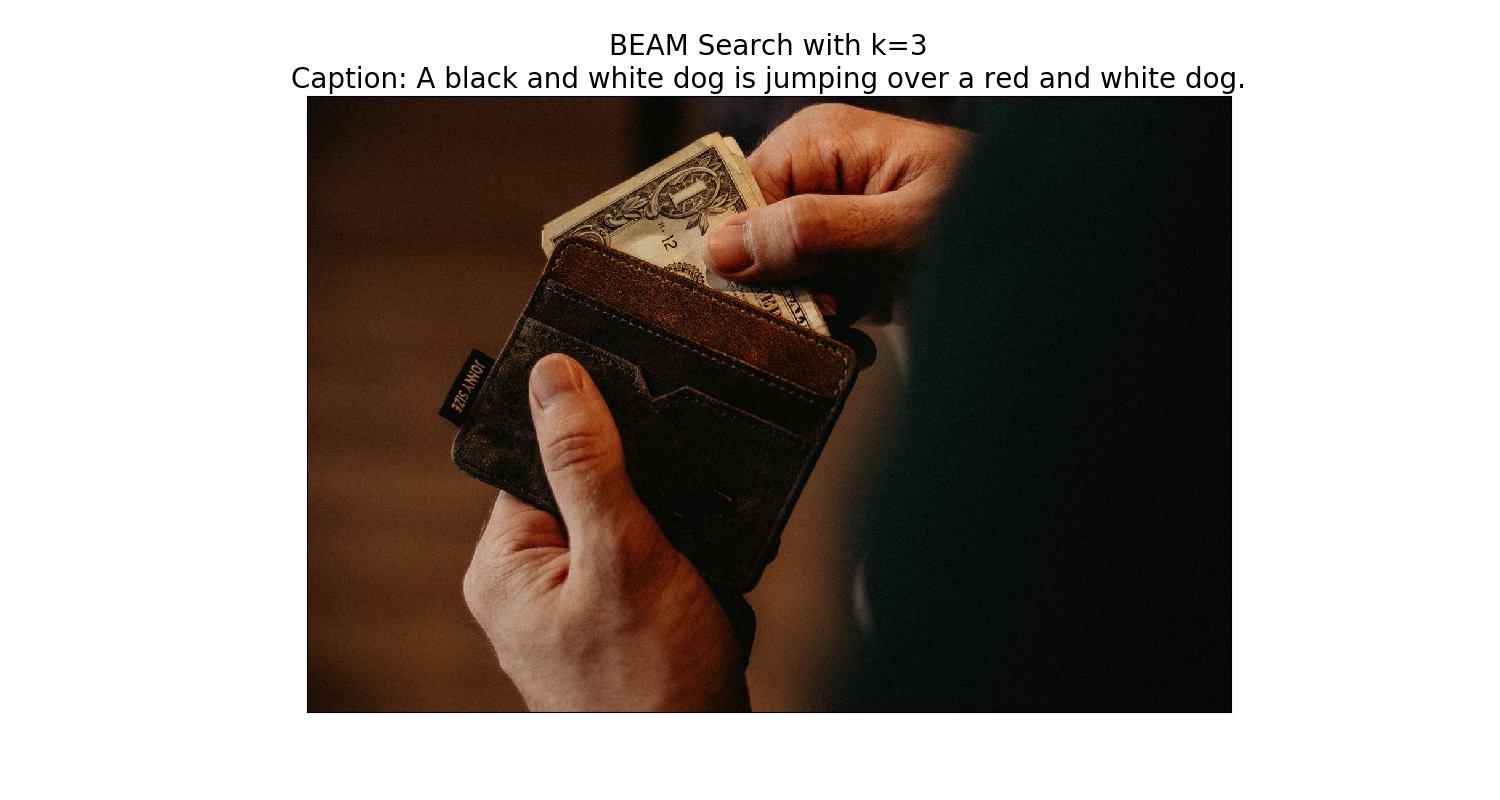 BEAM Search with k=3
Caption: A black and white dog is jumping over a red and white dog.
1
12
JONNY SIZE